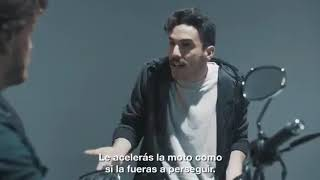 Le acelerás la moto como
si la fueras a perseguir.